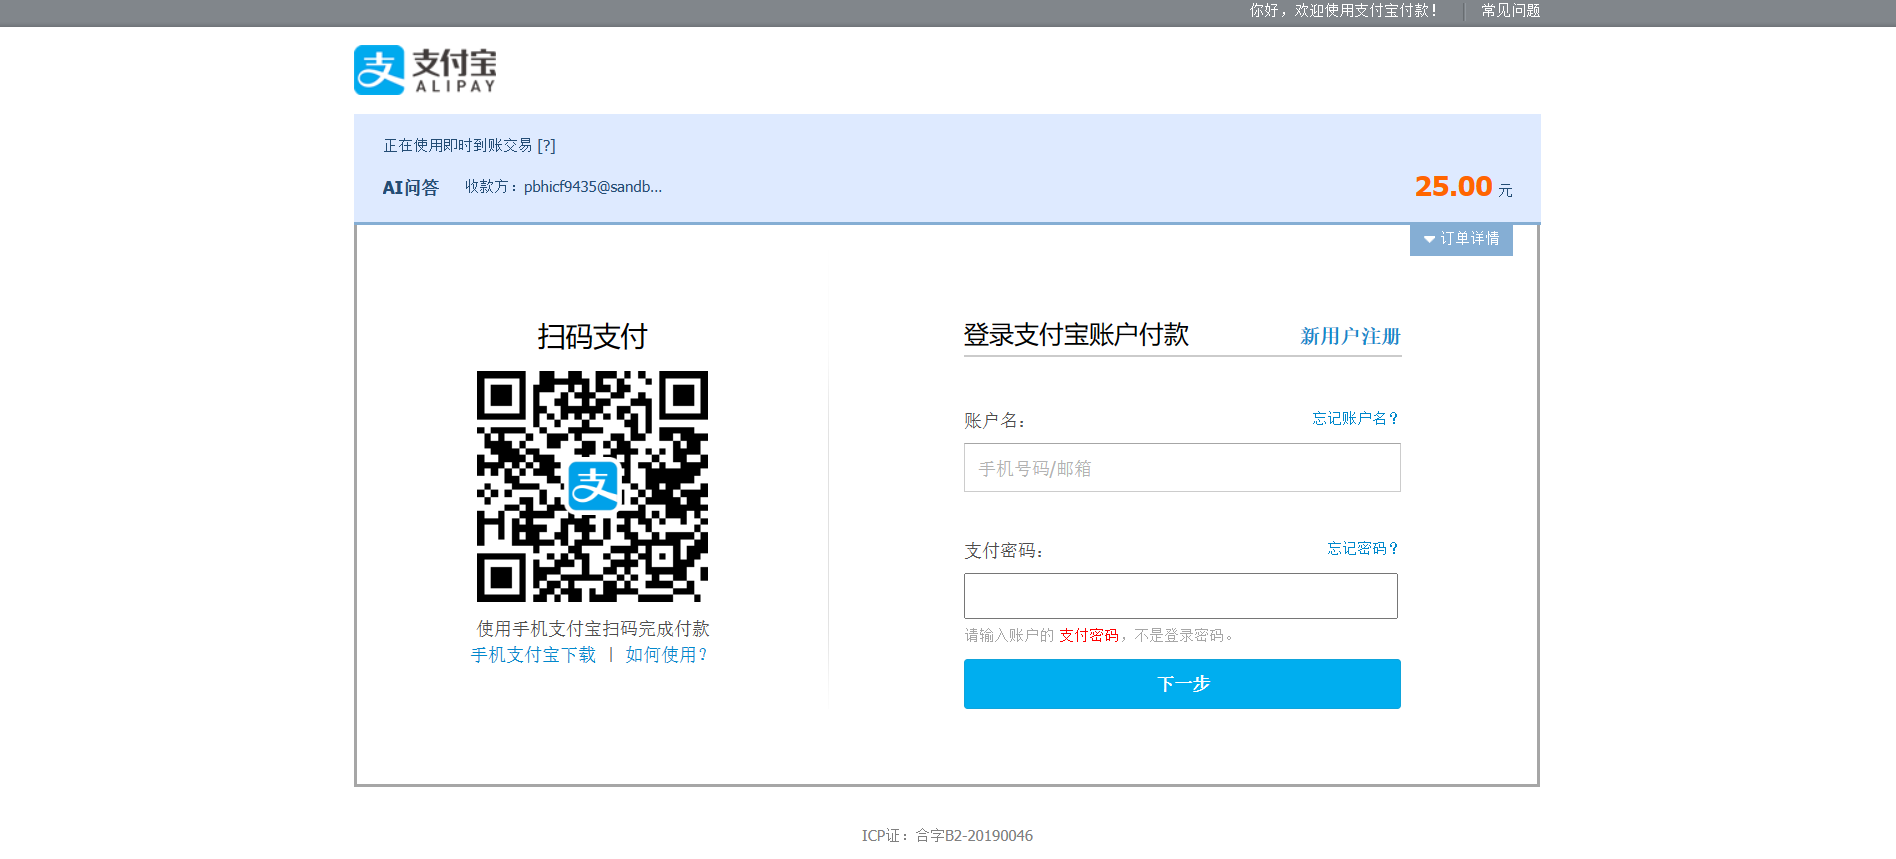 你好，欢迎使用支付宝付款！ 常见问题
支 支付宝
ALIPAY
正在使用即时到账交易 [?]
AI问答 收款方：pbhicf9435@sandb... 25.00 元
订单详情
扫码支付
登录支付宝账户付款 新用户注册
账户名： 忘记账户名？
手机号码/邮箱
支
支付密码： 忘记密码？
请输入账户的 支付密码，不是登录密码。
使用手机支付宝扫码完成付款
手机支付宝下载 | 如何使用？
下一步
ICP证：合字B2-20190046